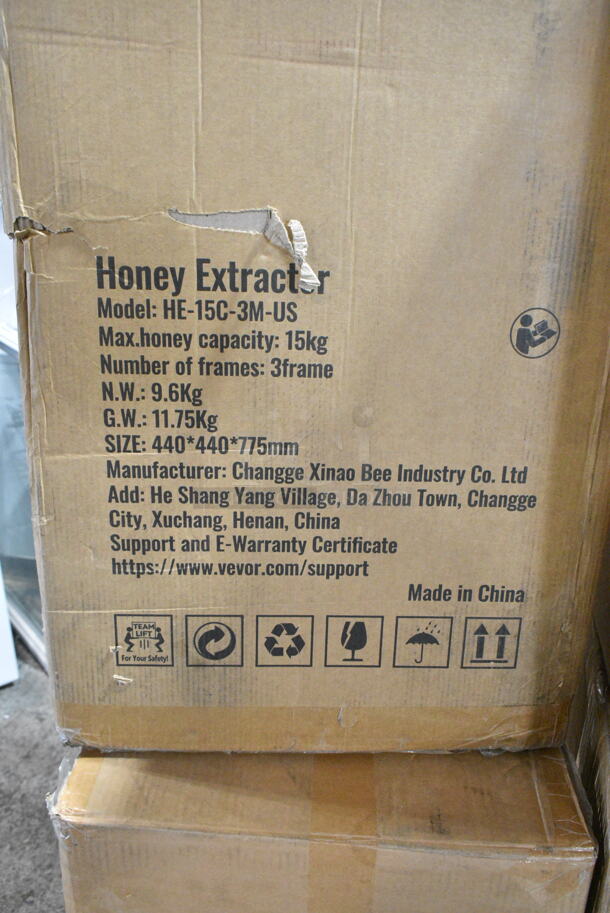 Honey Extractor
Model: HE-15C-3M-US
Max.honey capacity: 15kg
Number of frames: 3frame
N.W.: 9.6Kg
G.W.: 11.75Kg
SIZE: 440*440*775mm
Manufacturer: Changge Xinao Bee Industry Co. Ltd
Add: He Shang Yang Village, Da Zhou Town, Changge
City, Xuchang, Henan, China
Support and E-Warranty Certificate
https://www.vevor.com/support
Made in China
TEAM
LIFT
For Your Safety!